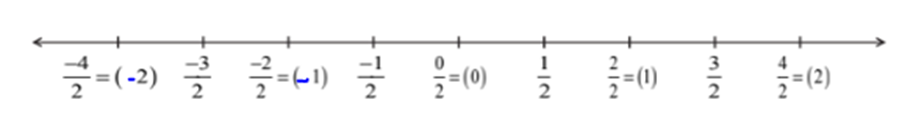 -4/2 = (-2) -3/2 -2/2 = (-1) -1/2 0/2 = (0) 1/2 2/2 = (1) 3/2 4/2 = (2)